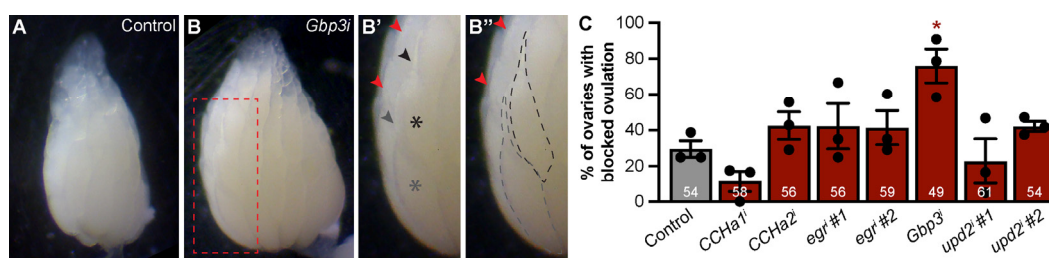 A Control
B Gbp3i
B'
B"
*
*
C
% of ovaries with
blocked ovulation
100
80
60
40
20
0
*
54 58 56 56 59 49 61 54
Control CCHa1i CCHa2i egri #1 egri #2 Gbp3i upd2i #1 upd2i #2